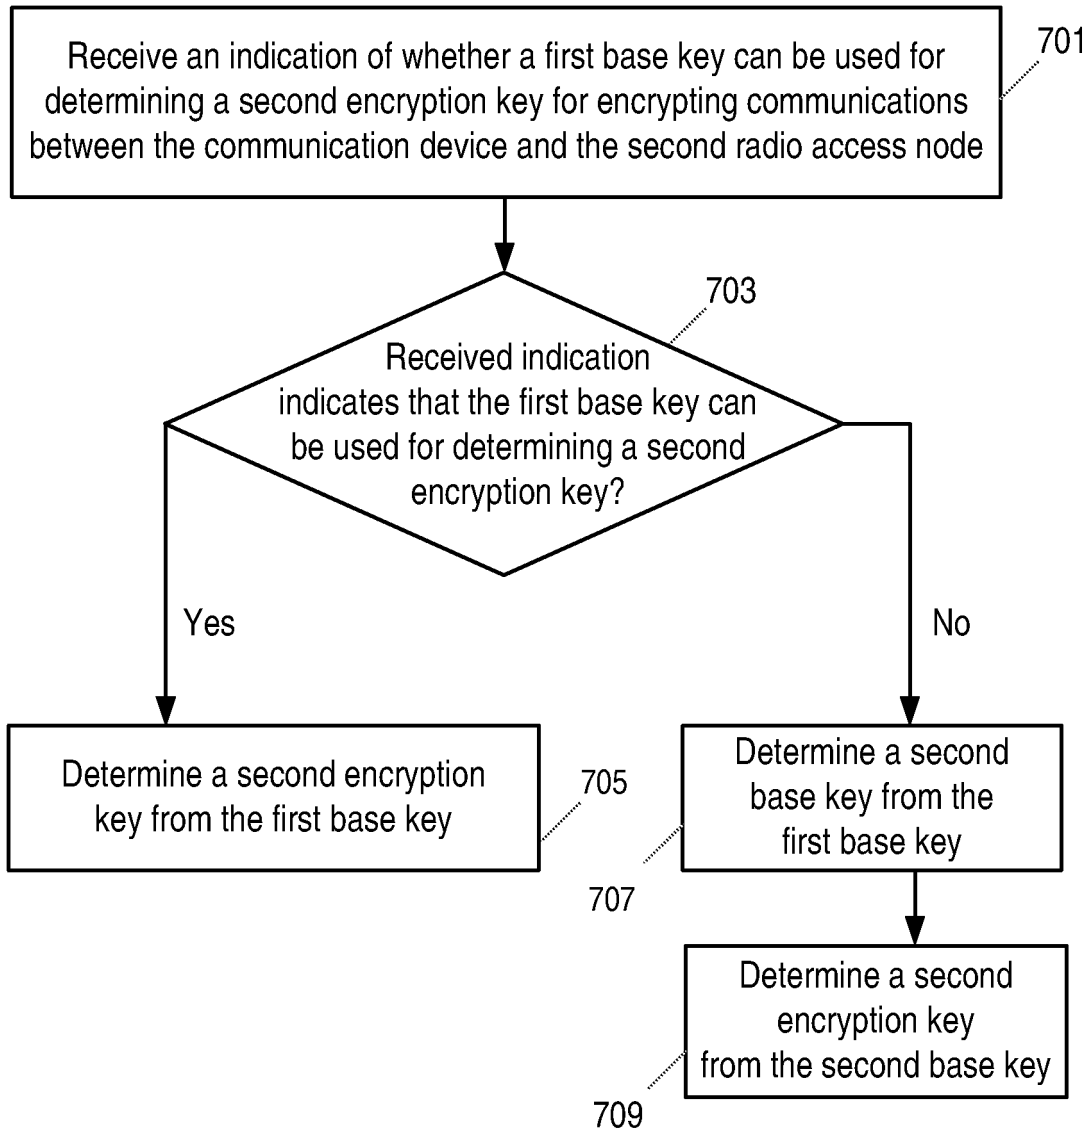 Receive an indication of whether a first base key can be used for
determining a second encryption key for encrypting communications
between the communication device and the second radio access node
701
703
Received indication
indicates that the first base key can
be used for determining a second
encryption key?
Yes
No
Determine a second encryption
key from the first base key
705
Determine a second
base key from the
first base key
707
Determine a second
encryption key
from the second base key
709